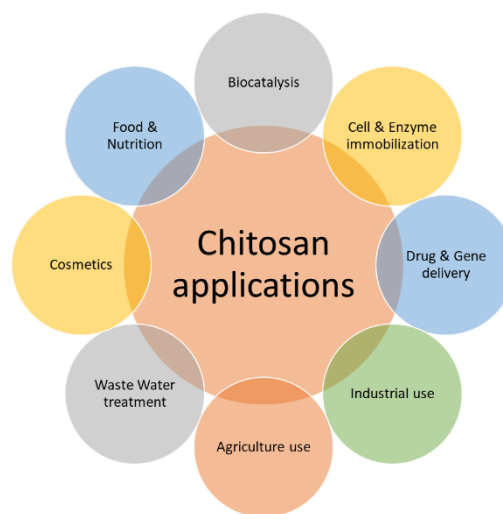 Biocatalysis
Cell & Enzyme
immobilization
Drug & Gene
delivery
Industrial use
Agriculture use
Waste Water
treatment
Cosmetics
Food &
Nutrition
Chitosan
applications